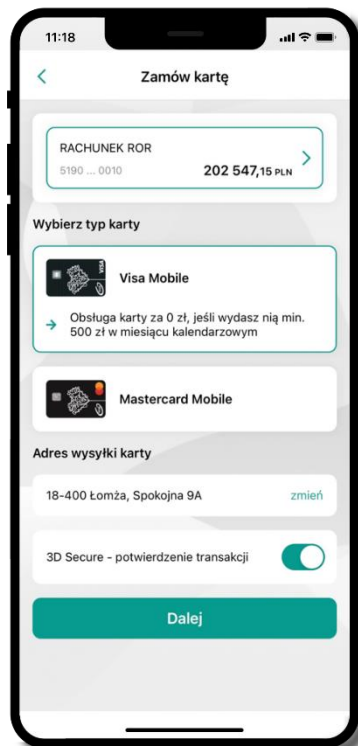 11:18
Zamów kartę
RACHUNEK ROR
5190 ... 0010
202 547,15 PLN
Wybierz typ karty
VISA
Visa Mobile
Obsługa karty za 0 zł, jeśli wydasz nią min.
500 zł w miesiącu kalendarzowym
Mastercard Mobile
Adres wysyłki karty
18-400 Łomża, Spokojna 9A
zmień
3D Secure - potwierdzenie transakcji
Dalej